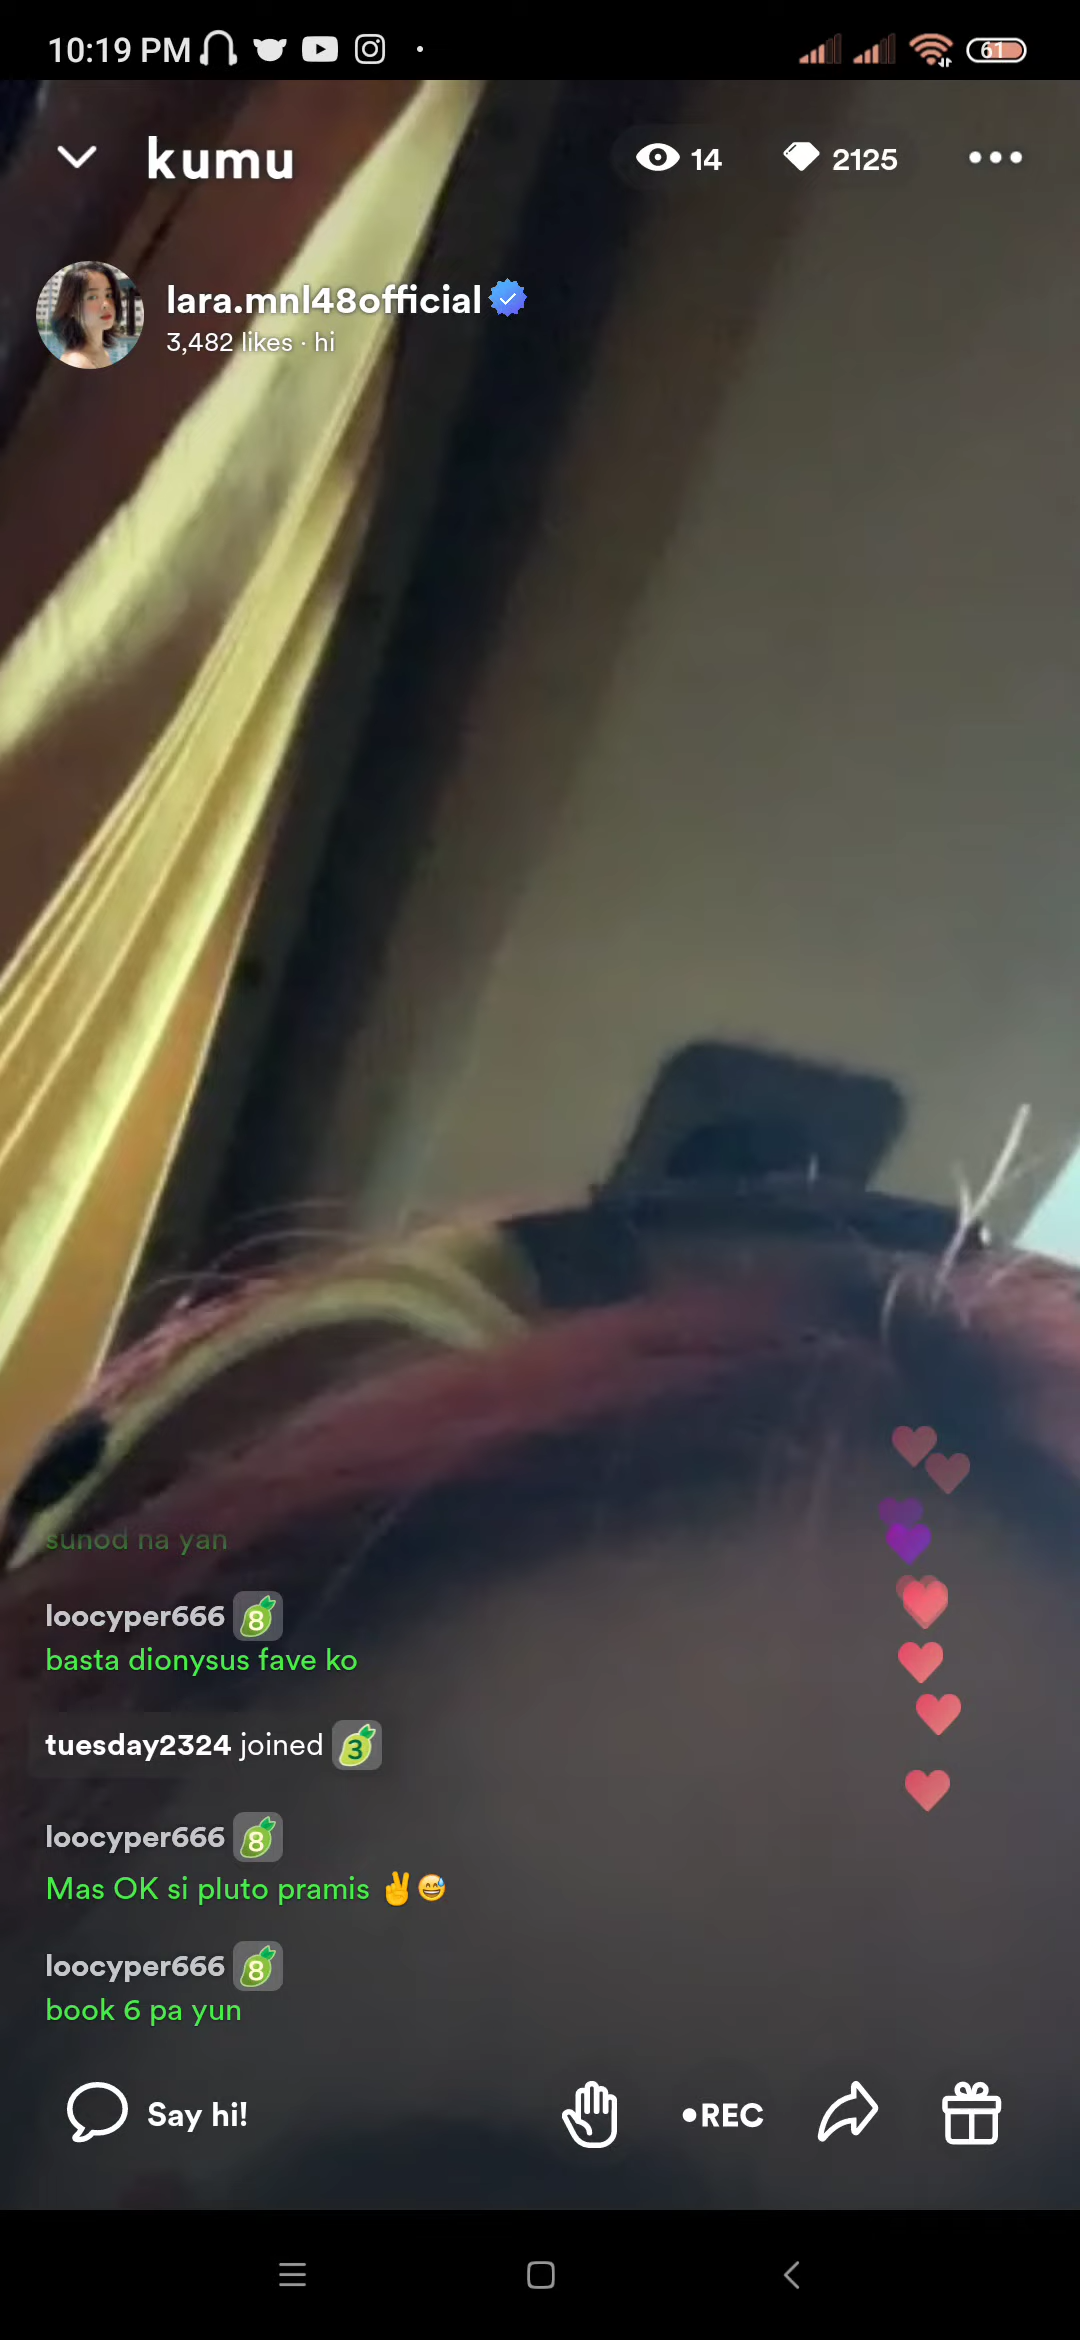 10:19 PM
61
kumu
14
2125
lara.mnl48official
3,482 likes · hi
sunod na yan
loocyper666 8
basta dionysus fave ko
tuesday2324 joined 3
loocyper666 8
Mas OK si pluto pramis ✌️😅
loocyper666 8
book 6 pa yun
Say hi!
•REC